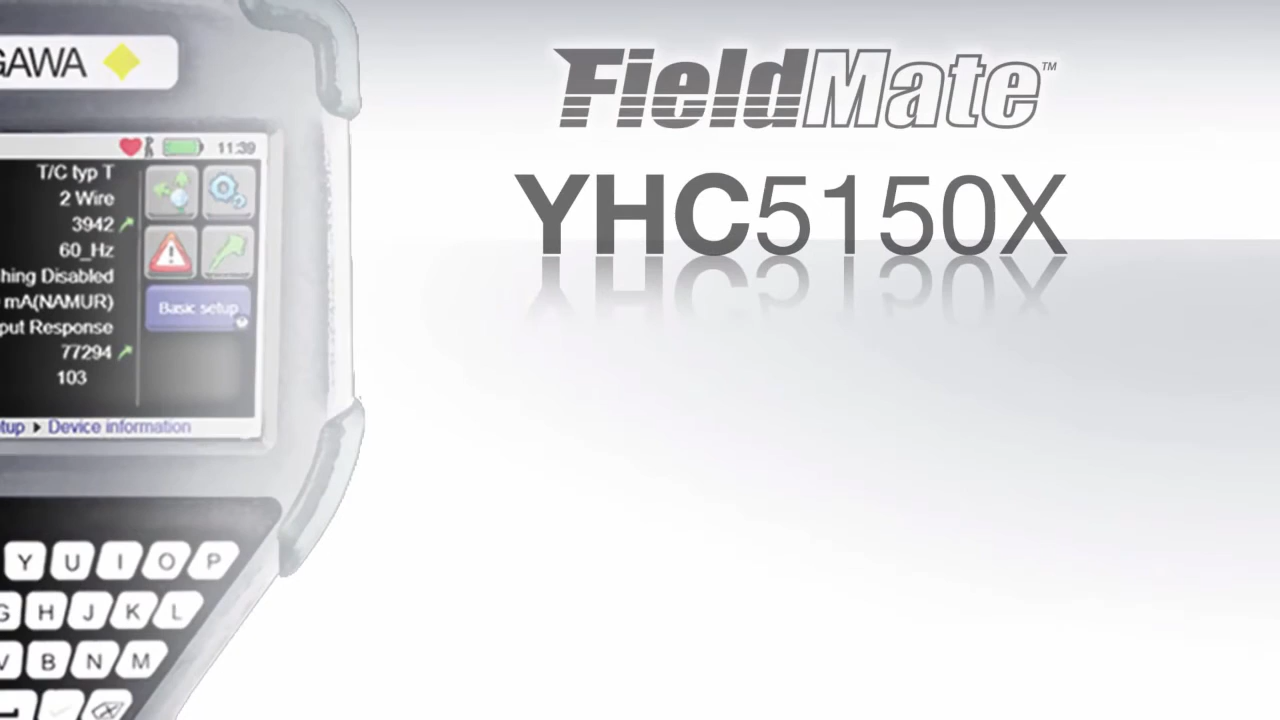 GAWA
FieldMate™
YHC5150X
11:39
T/C typ T
2 Wire
3942
60_Hz
hing Disabled
mA(NAMUR)
put Response
77294
103
Basic setup
tup ▸ Device information
Y U I O P
G H J K L
V B N M